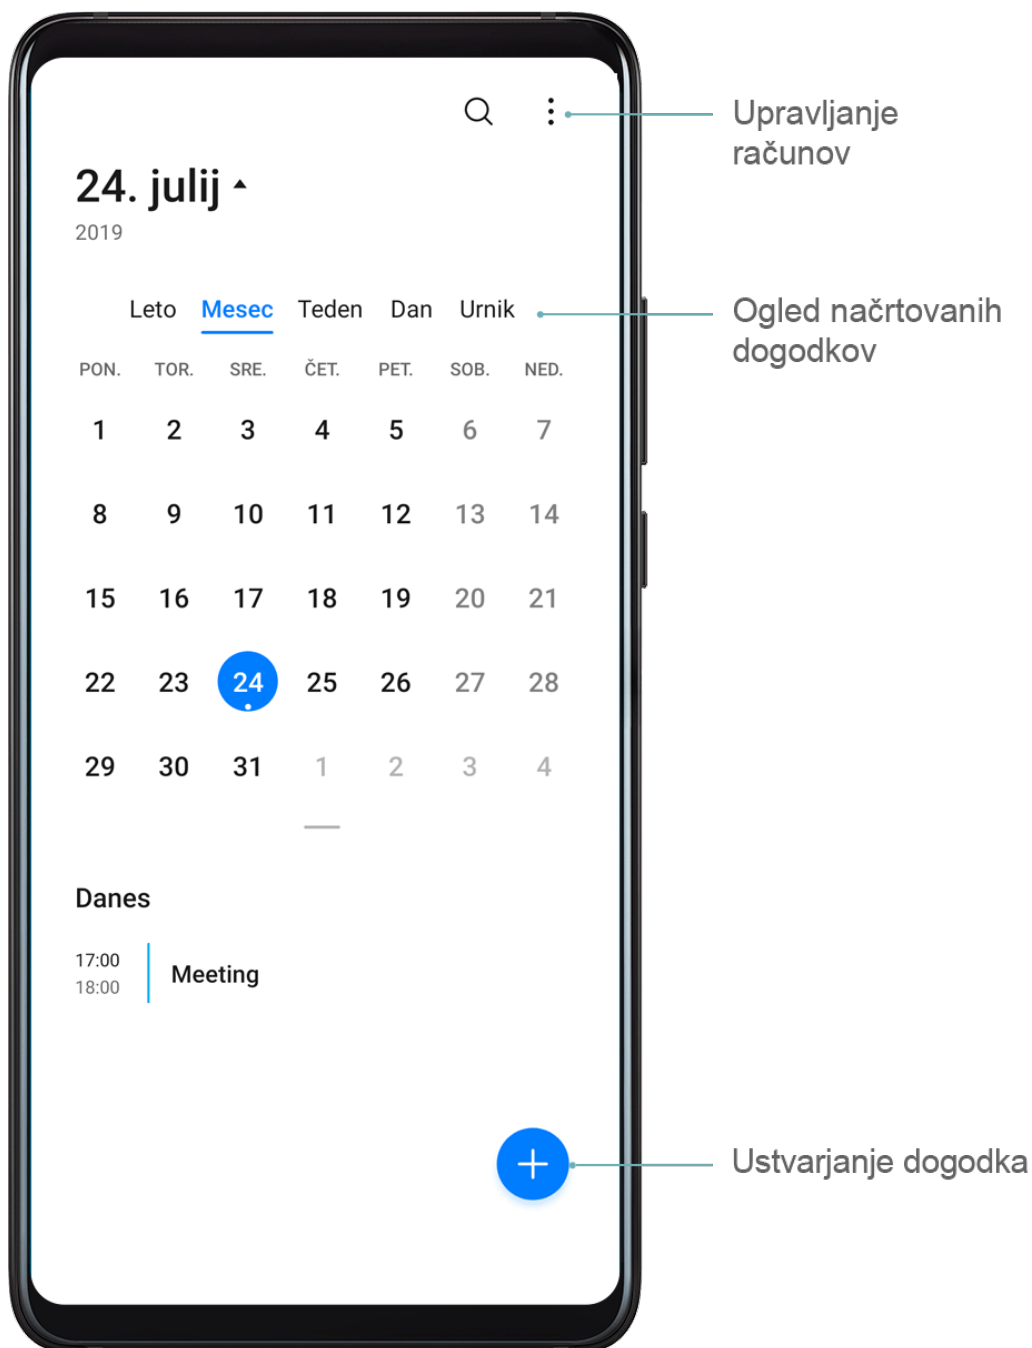 Upravljanje
računov
24. julij
2019
Leto Mesec Teden Dan Urnik
Ogled načrtovanih
dogodkov
PON. TOR. SRE. ČET. PET. SOB. NED.
1 2 3 4 5 6 7
8 9 10 11 12 13 14
15 16 17 18 19 20 21
22 23 24 25 26 27 28
29 30 31 1 2 3 4
Danes
17:00
18:00
Meeting
Ustvarjanje dogodka